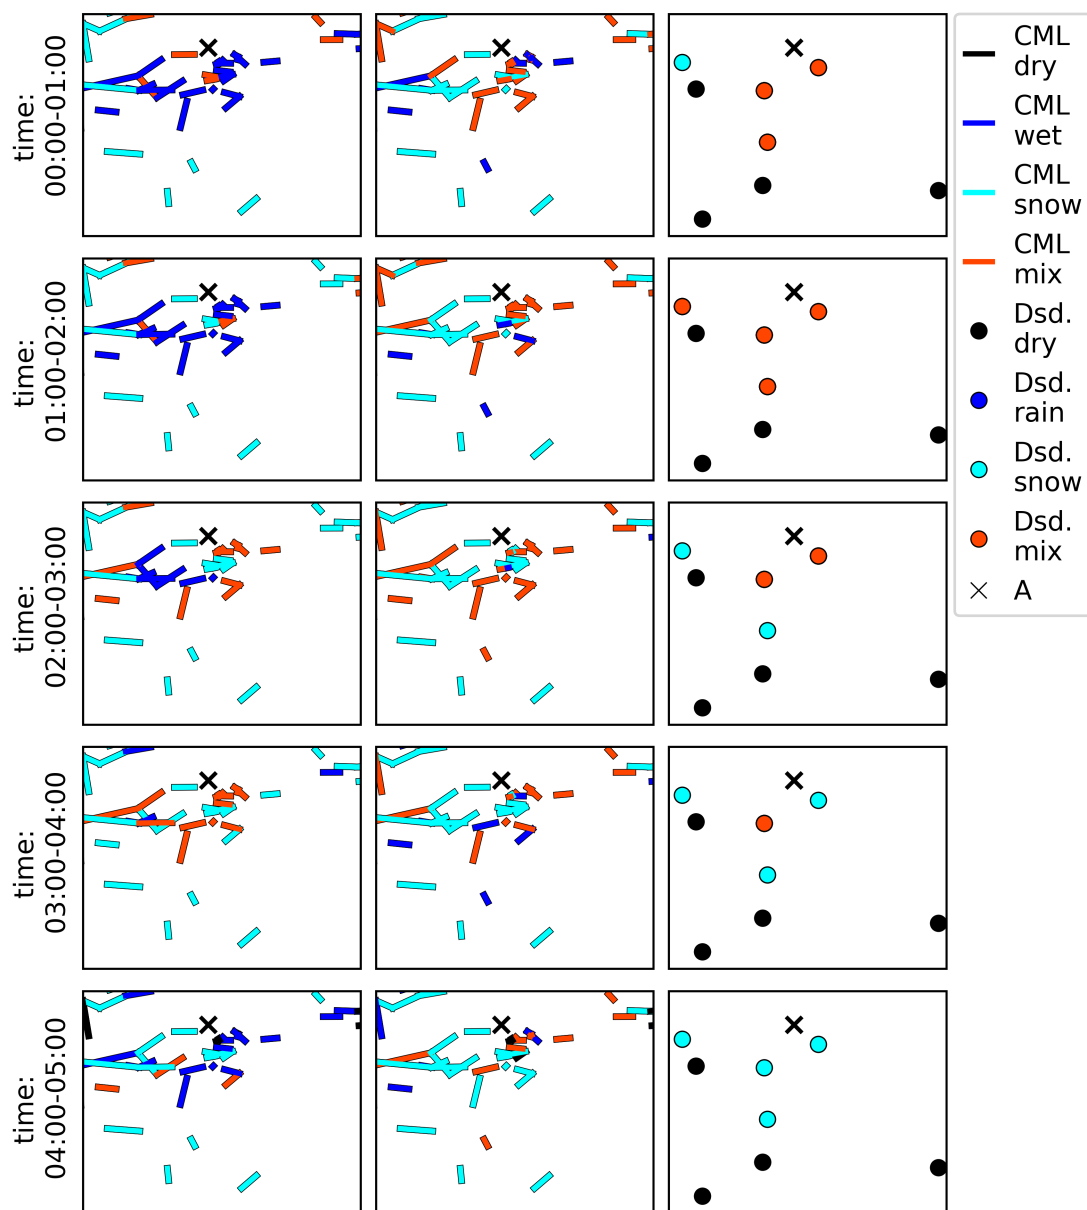 time:
00:00-01:00
time:
01:00-02:00
time:
02:00-03:00
time:
03:00-04:00
time:
04:00-05:00
CML
dry
CML
wet
CML
snow
CML
mix
Dsd.
dry
Dsd.
rain
Dsd.
snow
Dsd.
mix
A